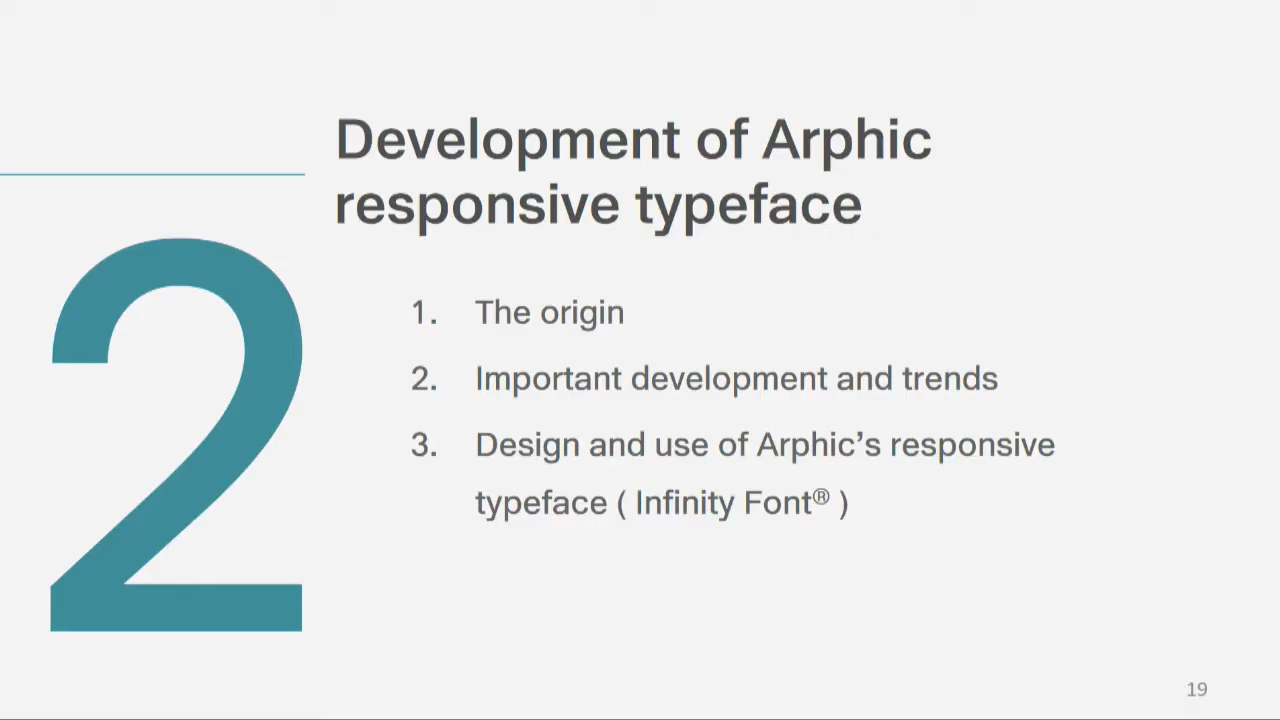 Development of Arphic
responsive typeface
2
1. The origin
2. Important development and trends
3. Design and use of Arphic’s responsive
typeface ( Infinity Font® )
19